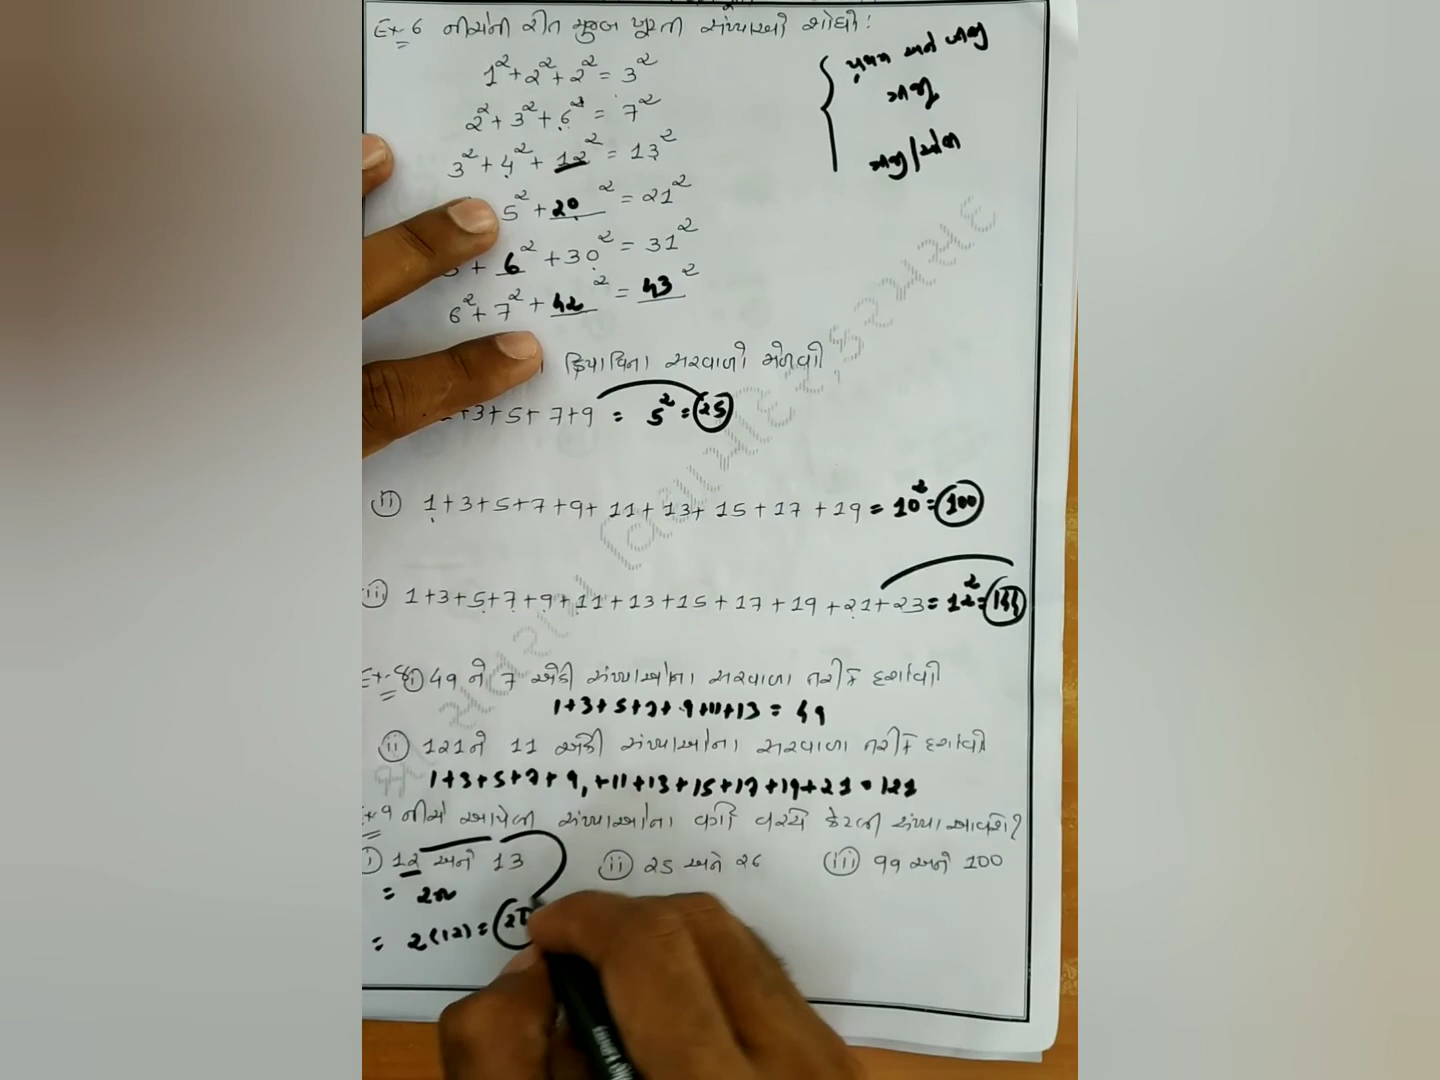 Ex-6 નીચેની રીત મુજબ ખૂટતી સંખ્યાઓ શોધો!
1² + 2² + 2² = 3²
2² + 3² + 6² = 7²
3² + 4² + 12² = 13²
5² + 20² = 21²
+ 6² + 30² = 31²
6² + 7² + 42² = 43²
પ્રથમ અને બીજી
ક્રિયા વિના સરવાળો મેળવો
+3+5+7+9 = 5² = 25
ii 1+3+5+7+9+11+13+15+17+19 = 10² = 100
1+3+5+7+9+11+13+15+17+19+21+23 = 12² = 144
Ex-8 i 49 ને 7 એકી સંખ્યાઓના સરવાળા તરીકે દર્શાવો
1+3+5+7+9+11+13 = 49
ii 121 ને 11 એકી સંખ્યાઓના સરવાળા તરીકે દર્શાવો
1+3+5+7+9,+11+13+15+17+19+21 = 121
Ex 9 નીચે આપેલી સંખ્યાઓના વર્ગો વચ્ચે કેટલી સંખ્યા આવશે?
i) 12 અને 13 ii 25 અને 26 iii 99 અને 100
= 2n
= 2(12) =